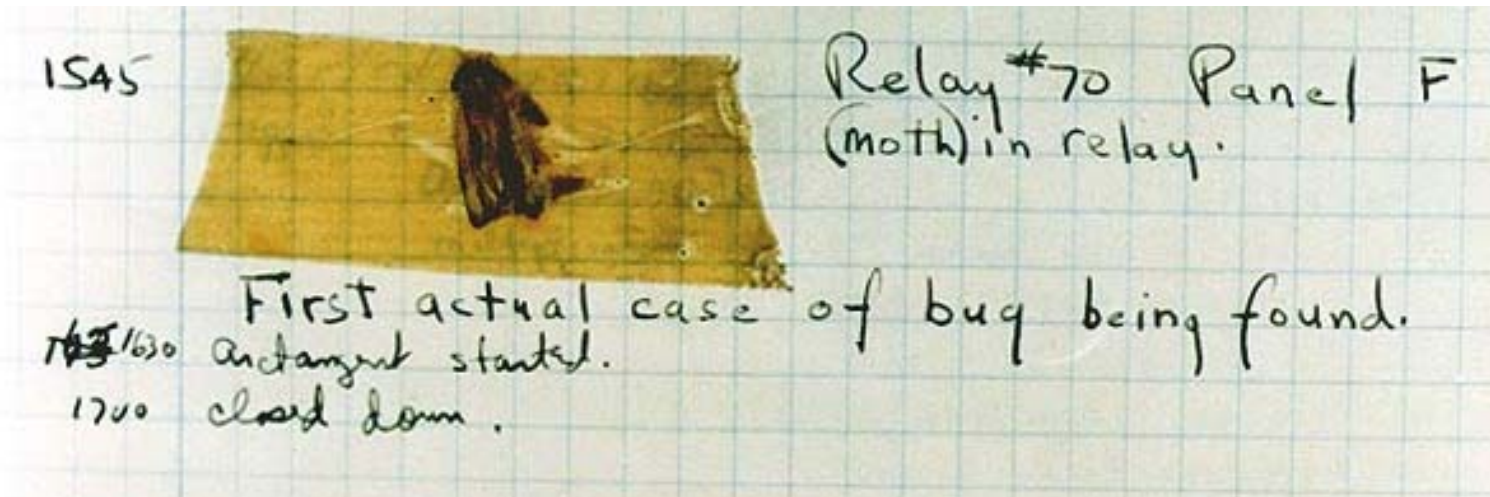 1545
Relay #70 Panel F
(moth) in relay.
First actual case of bug being found.
1630 arctangent started.
1700 closed down.